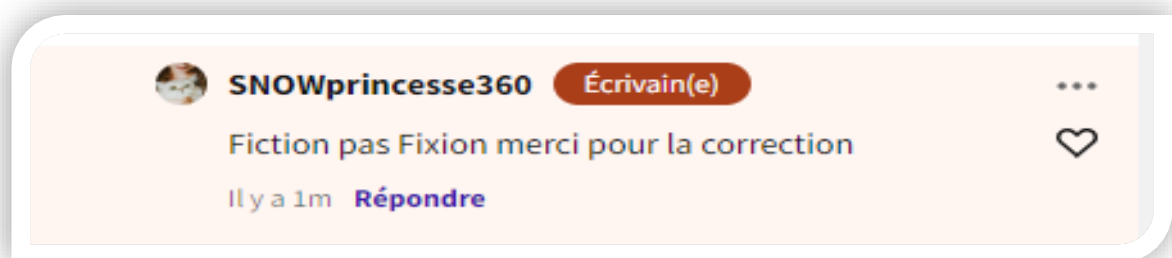 SNOWprincesse360 Écrivain(e)
Fiction pas Fixion merci pour la correction
Il y a 1m Répondre